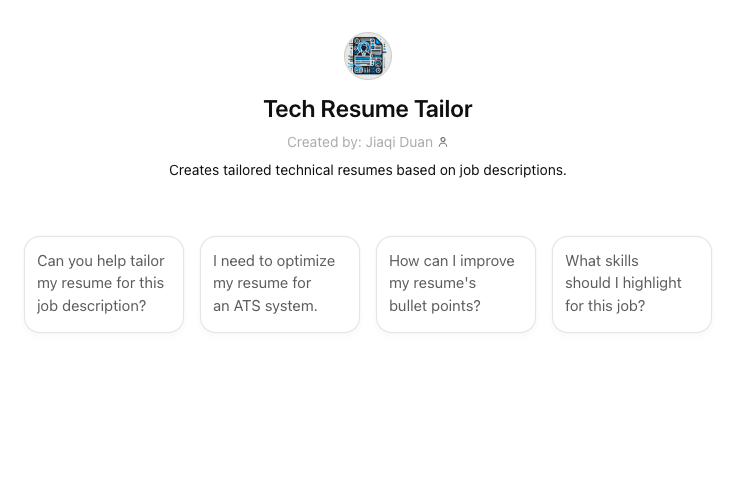 Tech Resume Tailor
Created by: Jiaqi Duan
Creates tailored technical resumes based on job descriptions.
Can you help tailor
my resume for this
job description?
I need to optimize
my resume for
an ATS system.
How can I improve
my resume's
bullet points?
What skills
should I highlight
for this job?